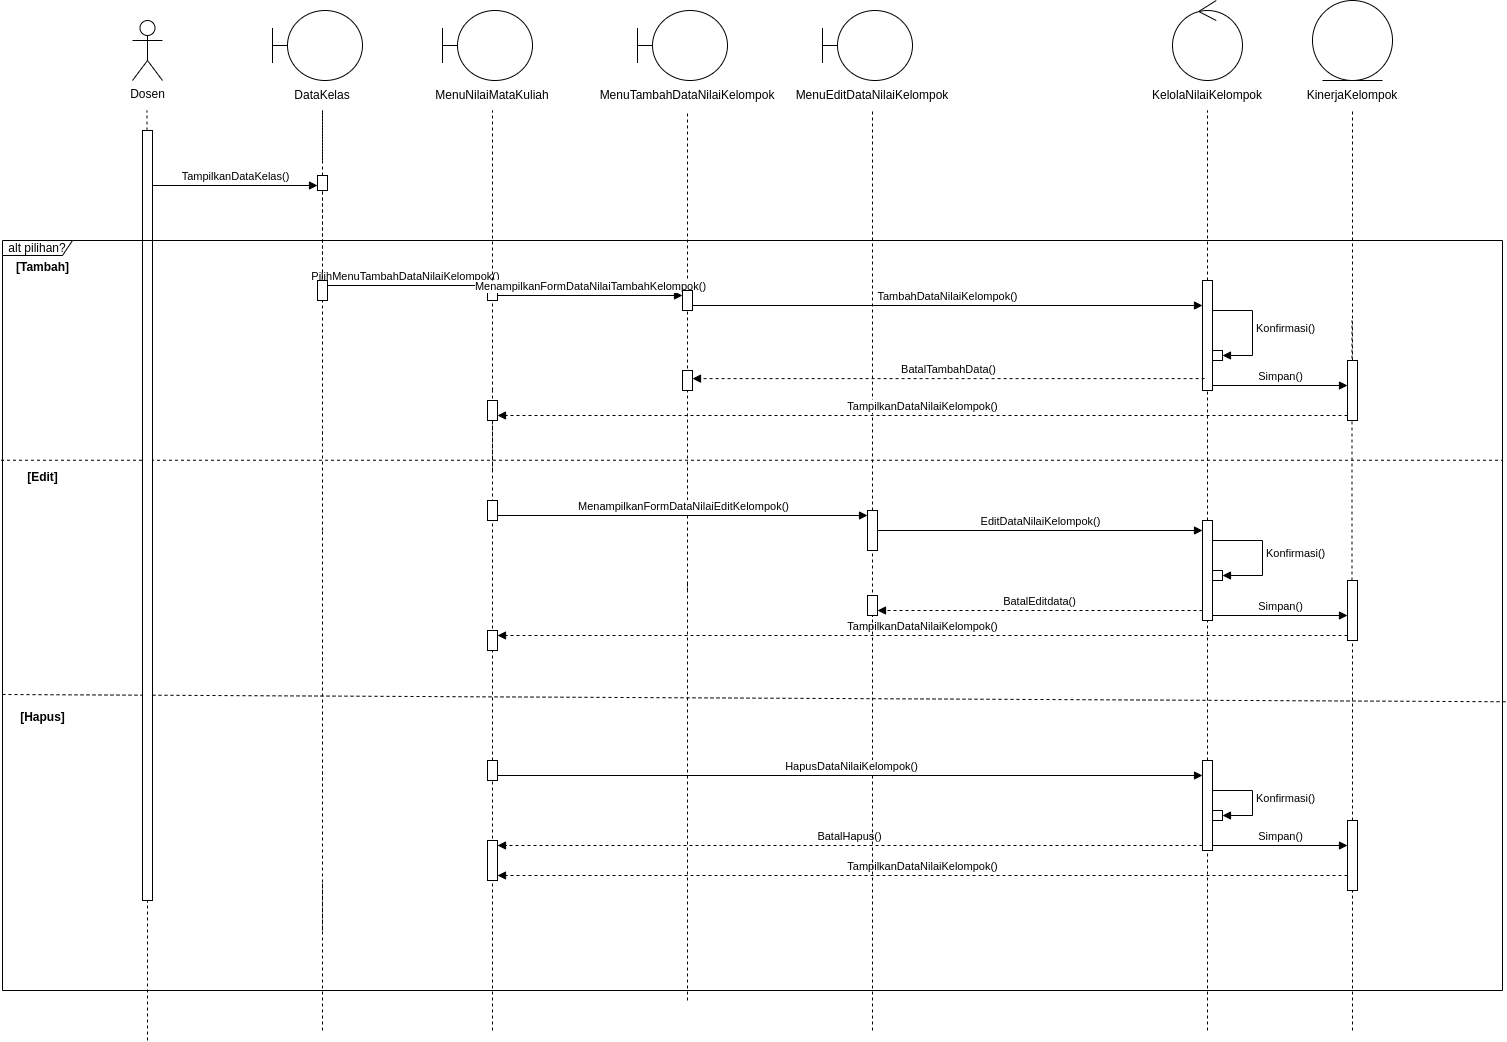 Dosen
DataKelas
MenuNilaiMataKuliah
MenuTambahDataNilaiKelompok
MenuEditDataNilaiKelompok
KelolaNilaiKelompok
KinerjaKelompok
TampilkanDataKelas()
alt pilihan?
[Tambah]
PilihMenuTambahDataNilaiKelompok()
MenampilkanFormDataNilaiTambahKelompok()
TambahDataNilaiKelompok()
Konfirmasi()
BatalTambahData()
Simpan()
TampilkanDataNilaiKelompok()
[Edit]
MenampilkanFormDataNilaiEditKelompok()
EditDataNilaiKelompok()
Konfirmasi()
BatalEditdata()
Simpan()
TampilkanDataNilaiKelompok()
[Hapus]
HapusDataNilaiKelompok()
Konfirmasi()
BatalHapus()
Simpan()
TampilkanDataNilaiKelompok()